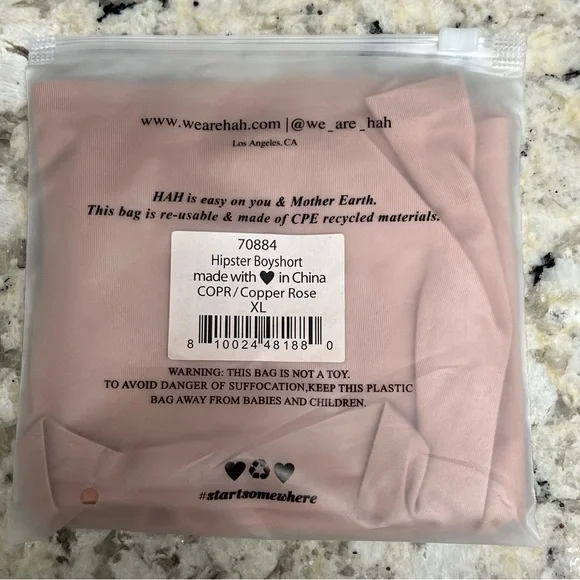 www.wearehah.com | @we_are_hah
Los Angeles, CA
HAH is easy on you & Mother Earth.
This bag is re-usable & made of CPE recycled materials.
70884
Hipster Boyshort
made with 🖤 in China
COPR/Copper Rose
XL
8 10024 48188 0
WARNING: THIS BAG IS NOT A TOY.
TO AVOID DANGER OF SUFFOCATION,KEEP THIS PLASTIC
BAG AWAY FROM BABIES AND CHILDREN.
#startsomewhere